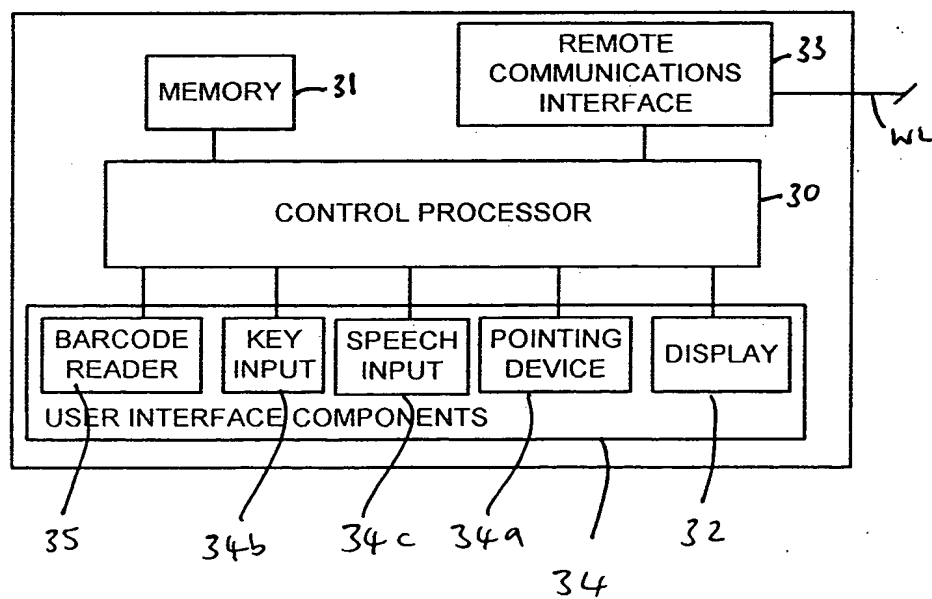 REMOTE
COMMUNICATIONS
INTERFACE
33
MEMORY
31
WL
CONTROL PROCESSOR
30
BARCODE
READER
KEY
INPUT
SPEECH
INPUT
POINTING
DEVICE
DISPLAY
USER INTERFACE COMPONENTS
35
34b
34c
34a
32
34